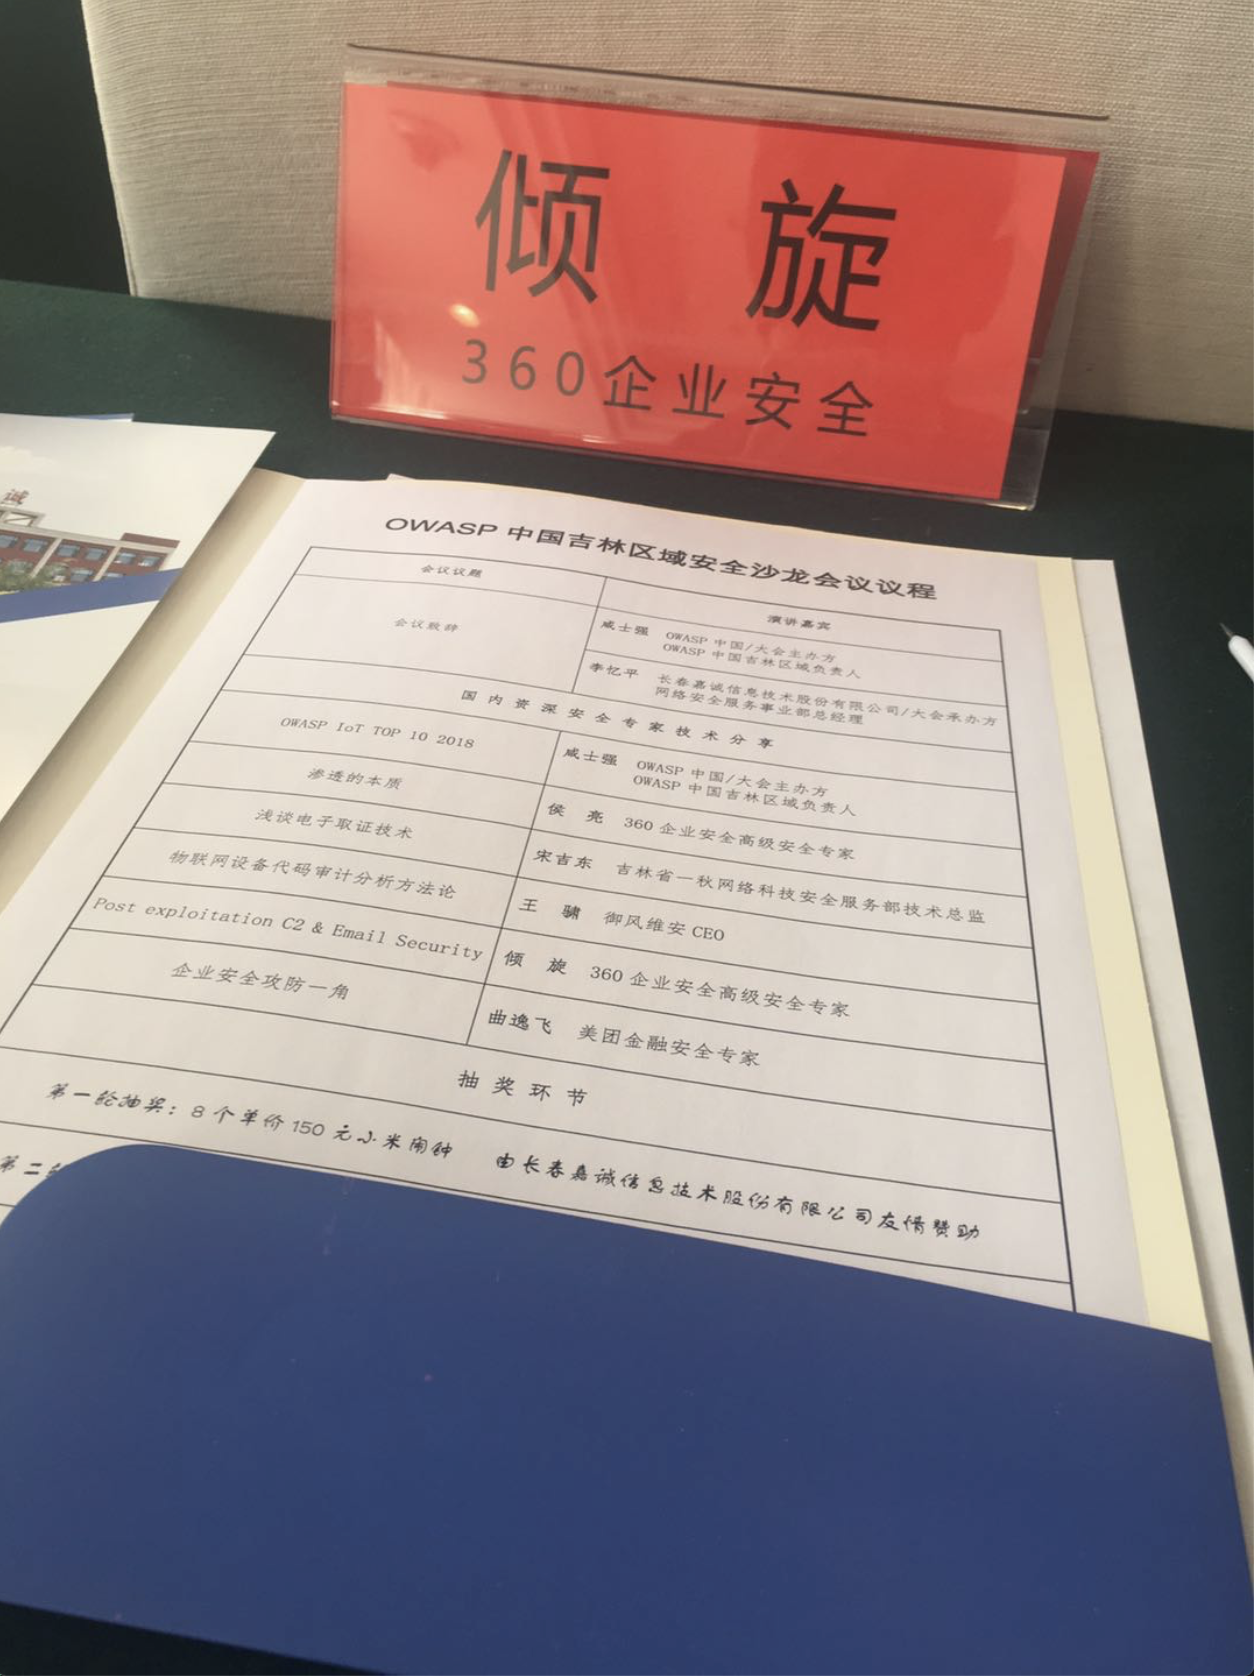 诚
倾 旋
360企业安全
OWASP 中国吉林区域安全沙龙会议议程
会议议题
演讲嘉宾
会议致辞
威士强 OWASP 中国/大会主办方
OWASP 中国吉林区域负责人
李忆平 长春嘉诚信息技术股份有限公司/大会承办方
网络安全服务事业部总经理
国内资深安全专家技术分享
OWASP IoT TOP 10 2018
威士强 OWASP 中国/大会主办方
OWASP 中国吉林区域负责人
渗透的本质
侯 亮 360 企业安全高级安全专家
浅谈电子取证技术
宋吉东 吉林省一秋网络科技安全服务部技术总监
物联网设备代码审计分析方法论
王 骕 御风维安 CEO
Post exploitation C2 & Email Security
倾 旋 360 企业安全高级安全专家
企业安全攻防一角
曲逸飞 美团金融安全专家
抽奖环节
第一轮抽奖：8个单价150元小米闹钟 由长春嘉诚信息技术股份有限公司友情赞助
第二